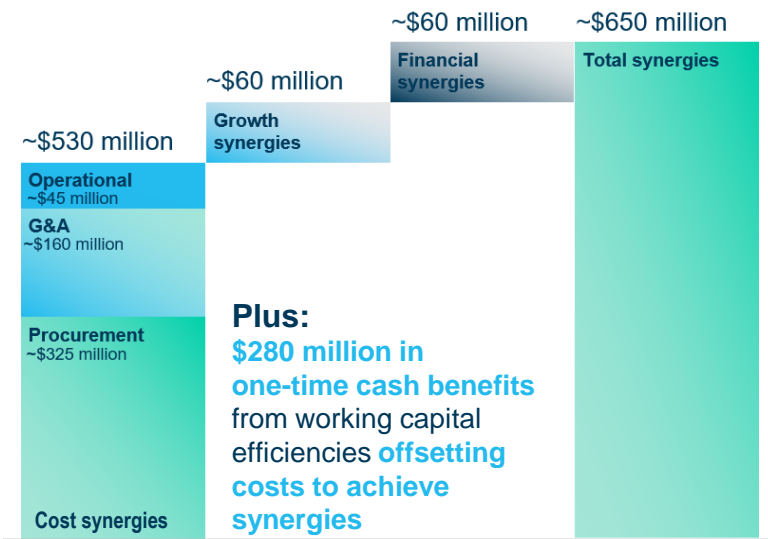 ~$530 million
Operational
~$45 million
G&A
~$160 million
Procurement
~$325 million
Cost synergies
~$60 million
Growth
synergies
~$60 million
Financial
synergies
~$650 million
Total synergies
Plus:
$280 million in
one-time cash benefits
from working capital
efficiencies offsetting
costs to achieve
synergies